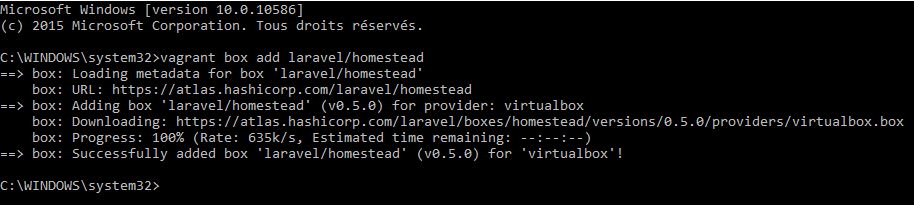 Microsoft Windows [version 10.0.10586]
(c) 2015 Microsoft Corporation. Tous droits réservés.
C:\WINDOWS\system32>vagrant box add laravel/homestead
==> box: Loading metadata for box 'laravel/homestead'
box: URL: https://atlas.hashicorp.com/laravel/homestead
==> box: Adding box 'laravel/homestead' (v0.5.0) for provider: virtualbox
box: Downloading: https://atlas.hashicorp.com/laravel/boxes/homestead/versions/0.5.0/providers/virtualbox.box
box: Progress: 100% (Rate: 635k/s, Estimated time remaining: --:--:--)
==> box: Successfully added box 'laravel/homestead' (v0.5.0) for 'virtualbox'!
C:\WINDOWS\system32>